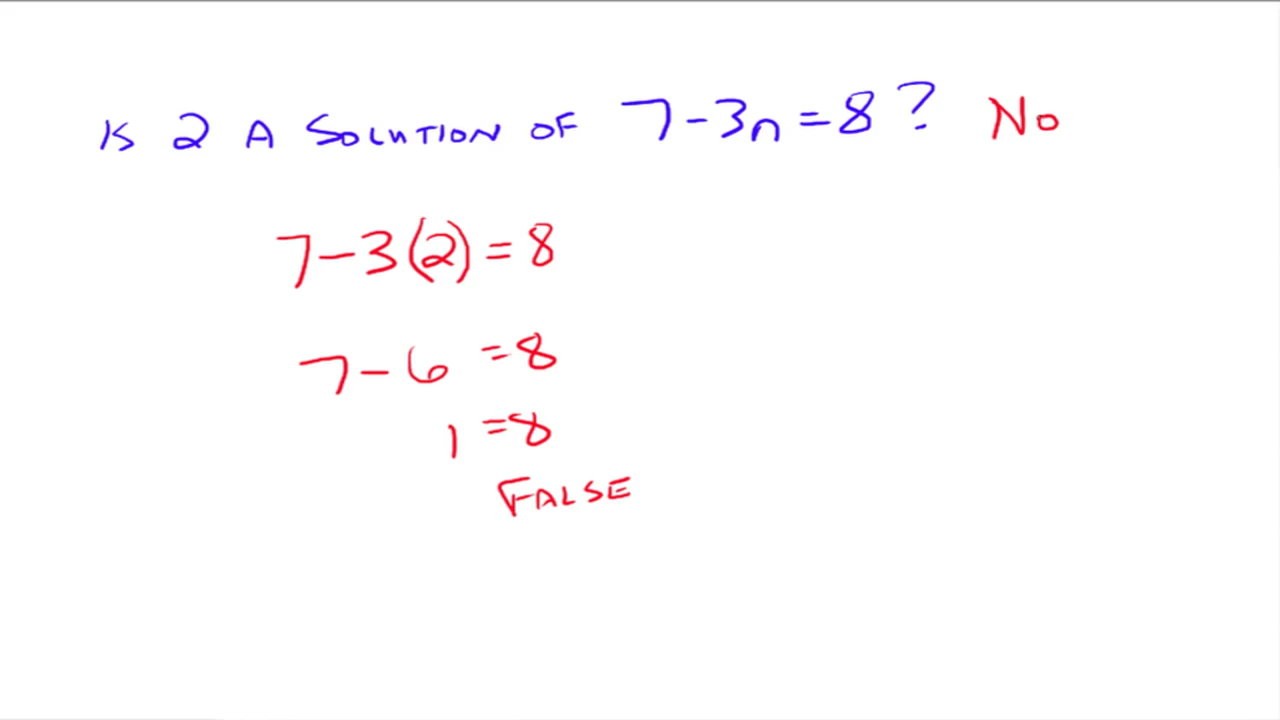 Is 2 A SOLUTION OF 7-3n=8? No
7-3(2)=8
7-6=8
1=8
FALSE